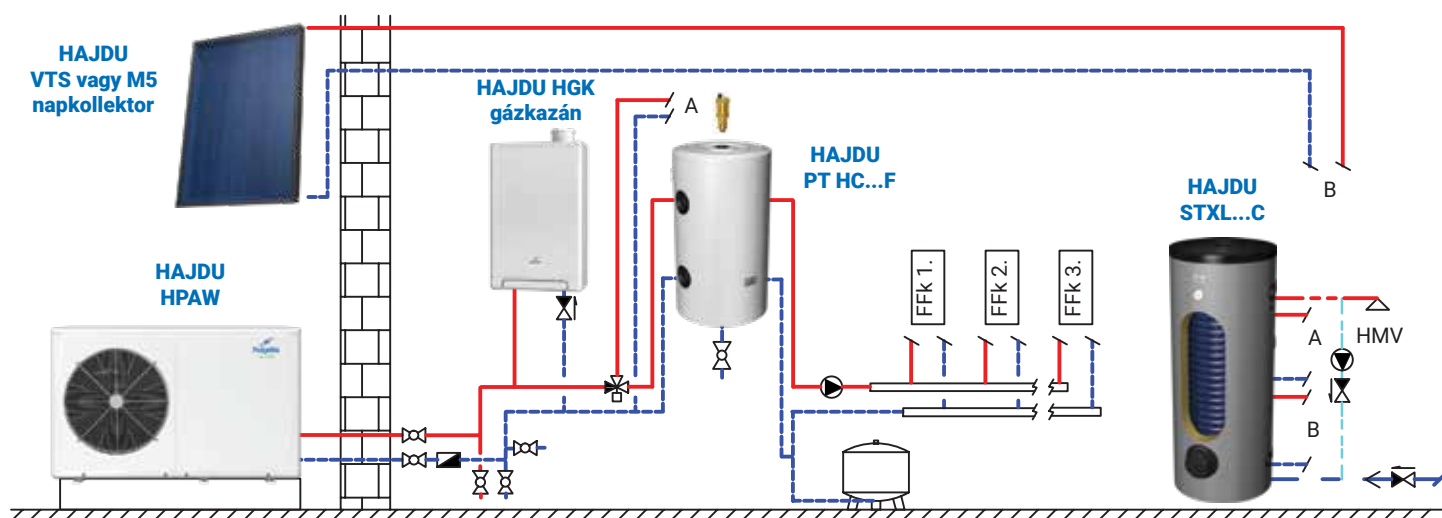 HAJDU
VTS vagy M5
napkollektor
HAJDU HGK
gázkazán
A
HAJDU
PT HC...F
B
HAJDU
STXL...C
HAJDU
HPAW
FFk 1.
FFk 2.
FFk 3.
A
HMV
B